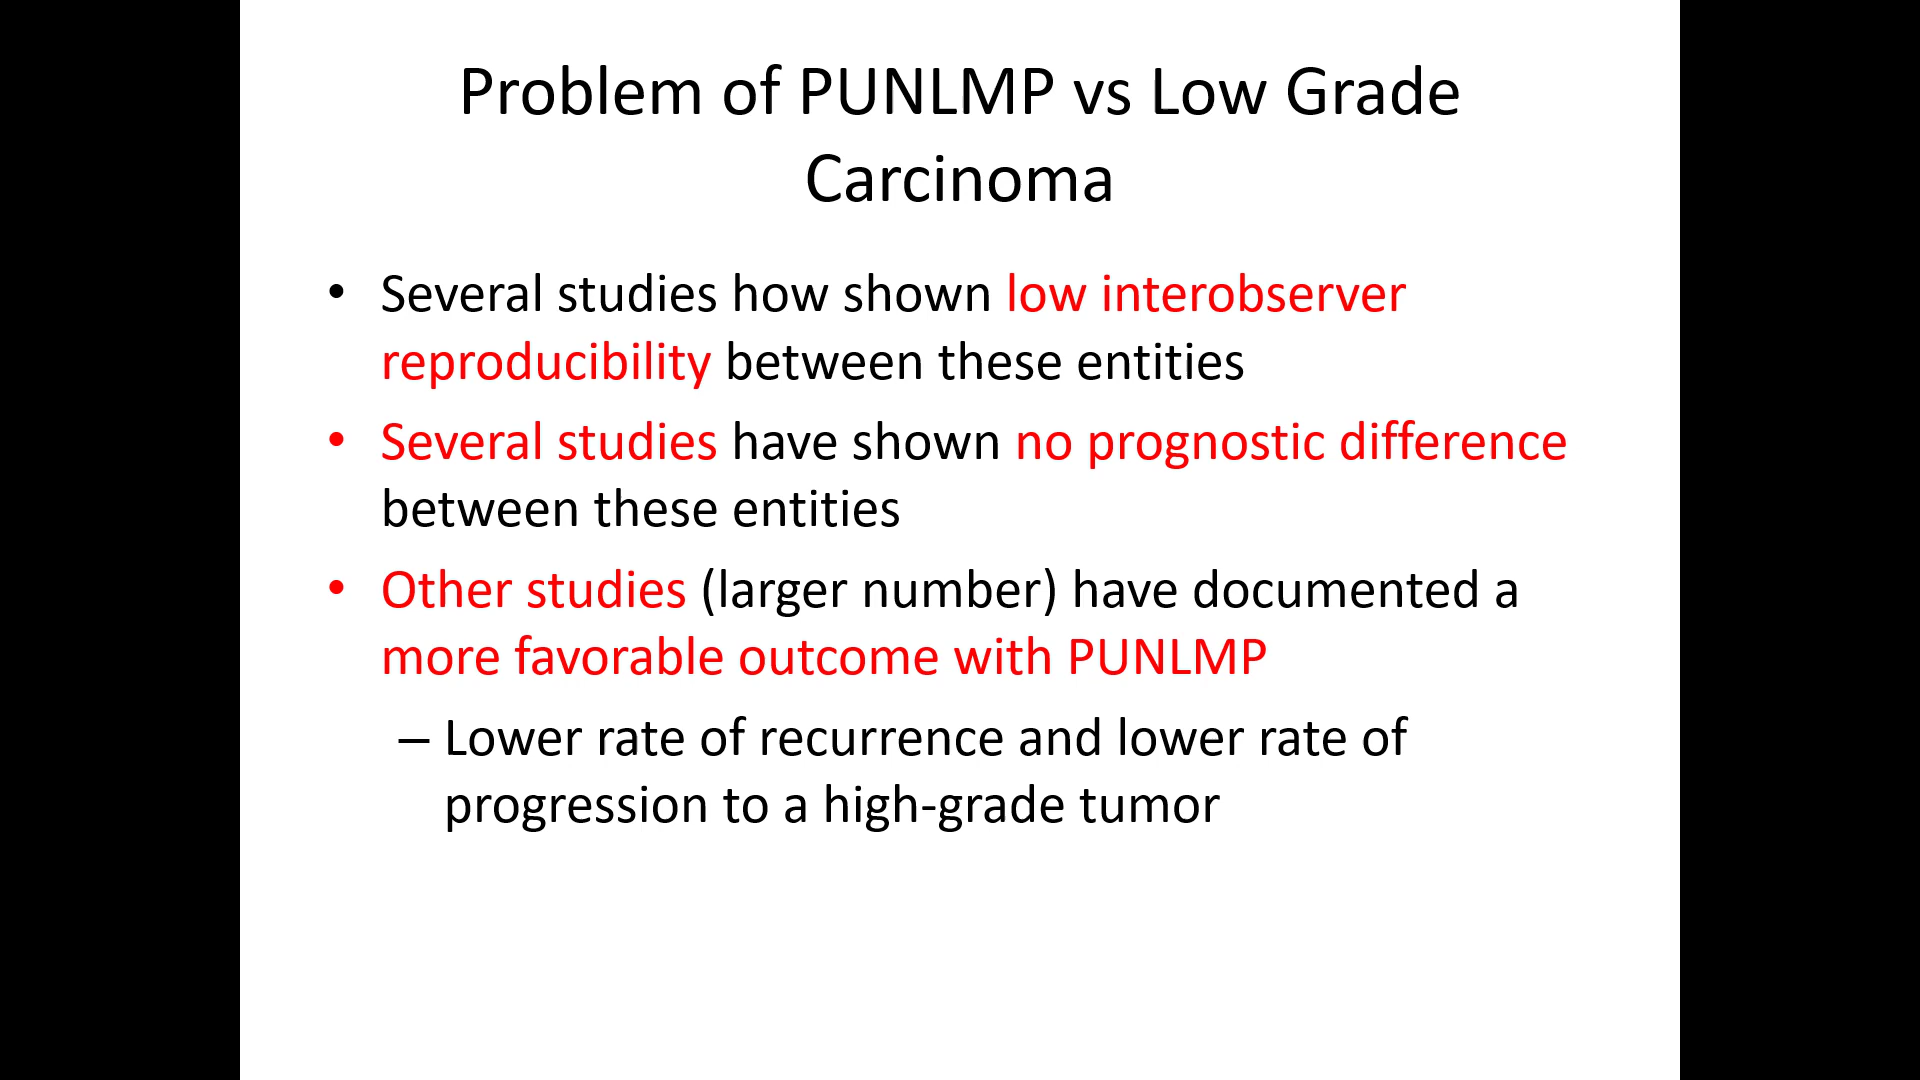 Problem of PUNLMP vs Low Grade
Carcinoma
• Several studies how shown low interobserver
reproducibility between these entities
• Several studies have shown no prognostic difference
between these entities
• Other studies (larger number) have documented a
more favorable outcome with PUNLMP
– Lower rate of recurrence and lower rate of
progression to a high-grade tumor